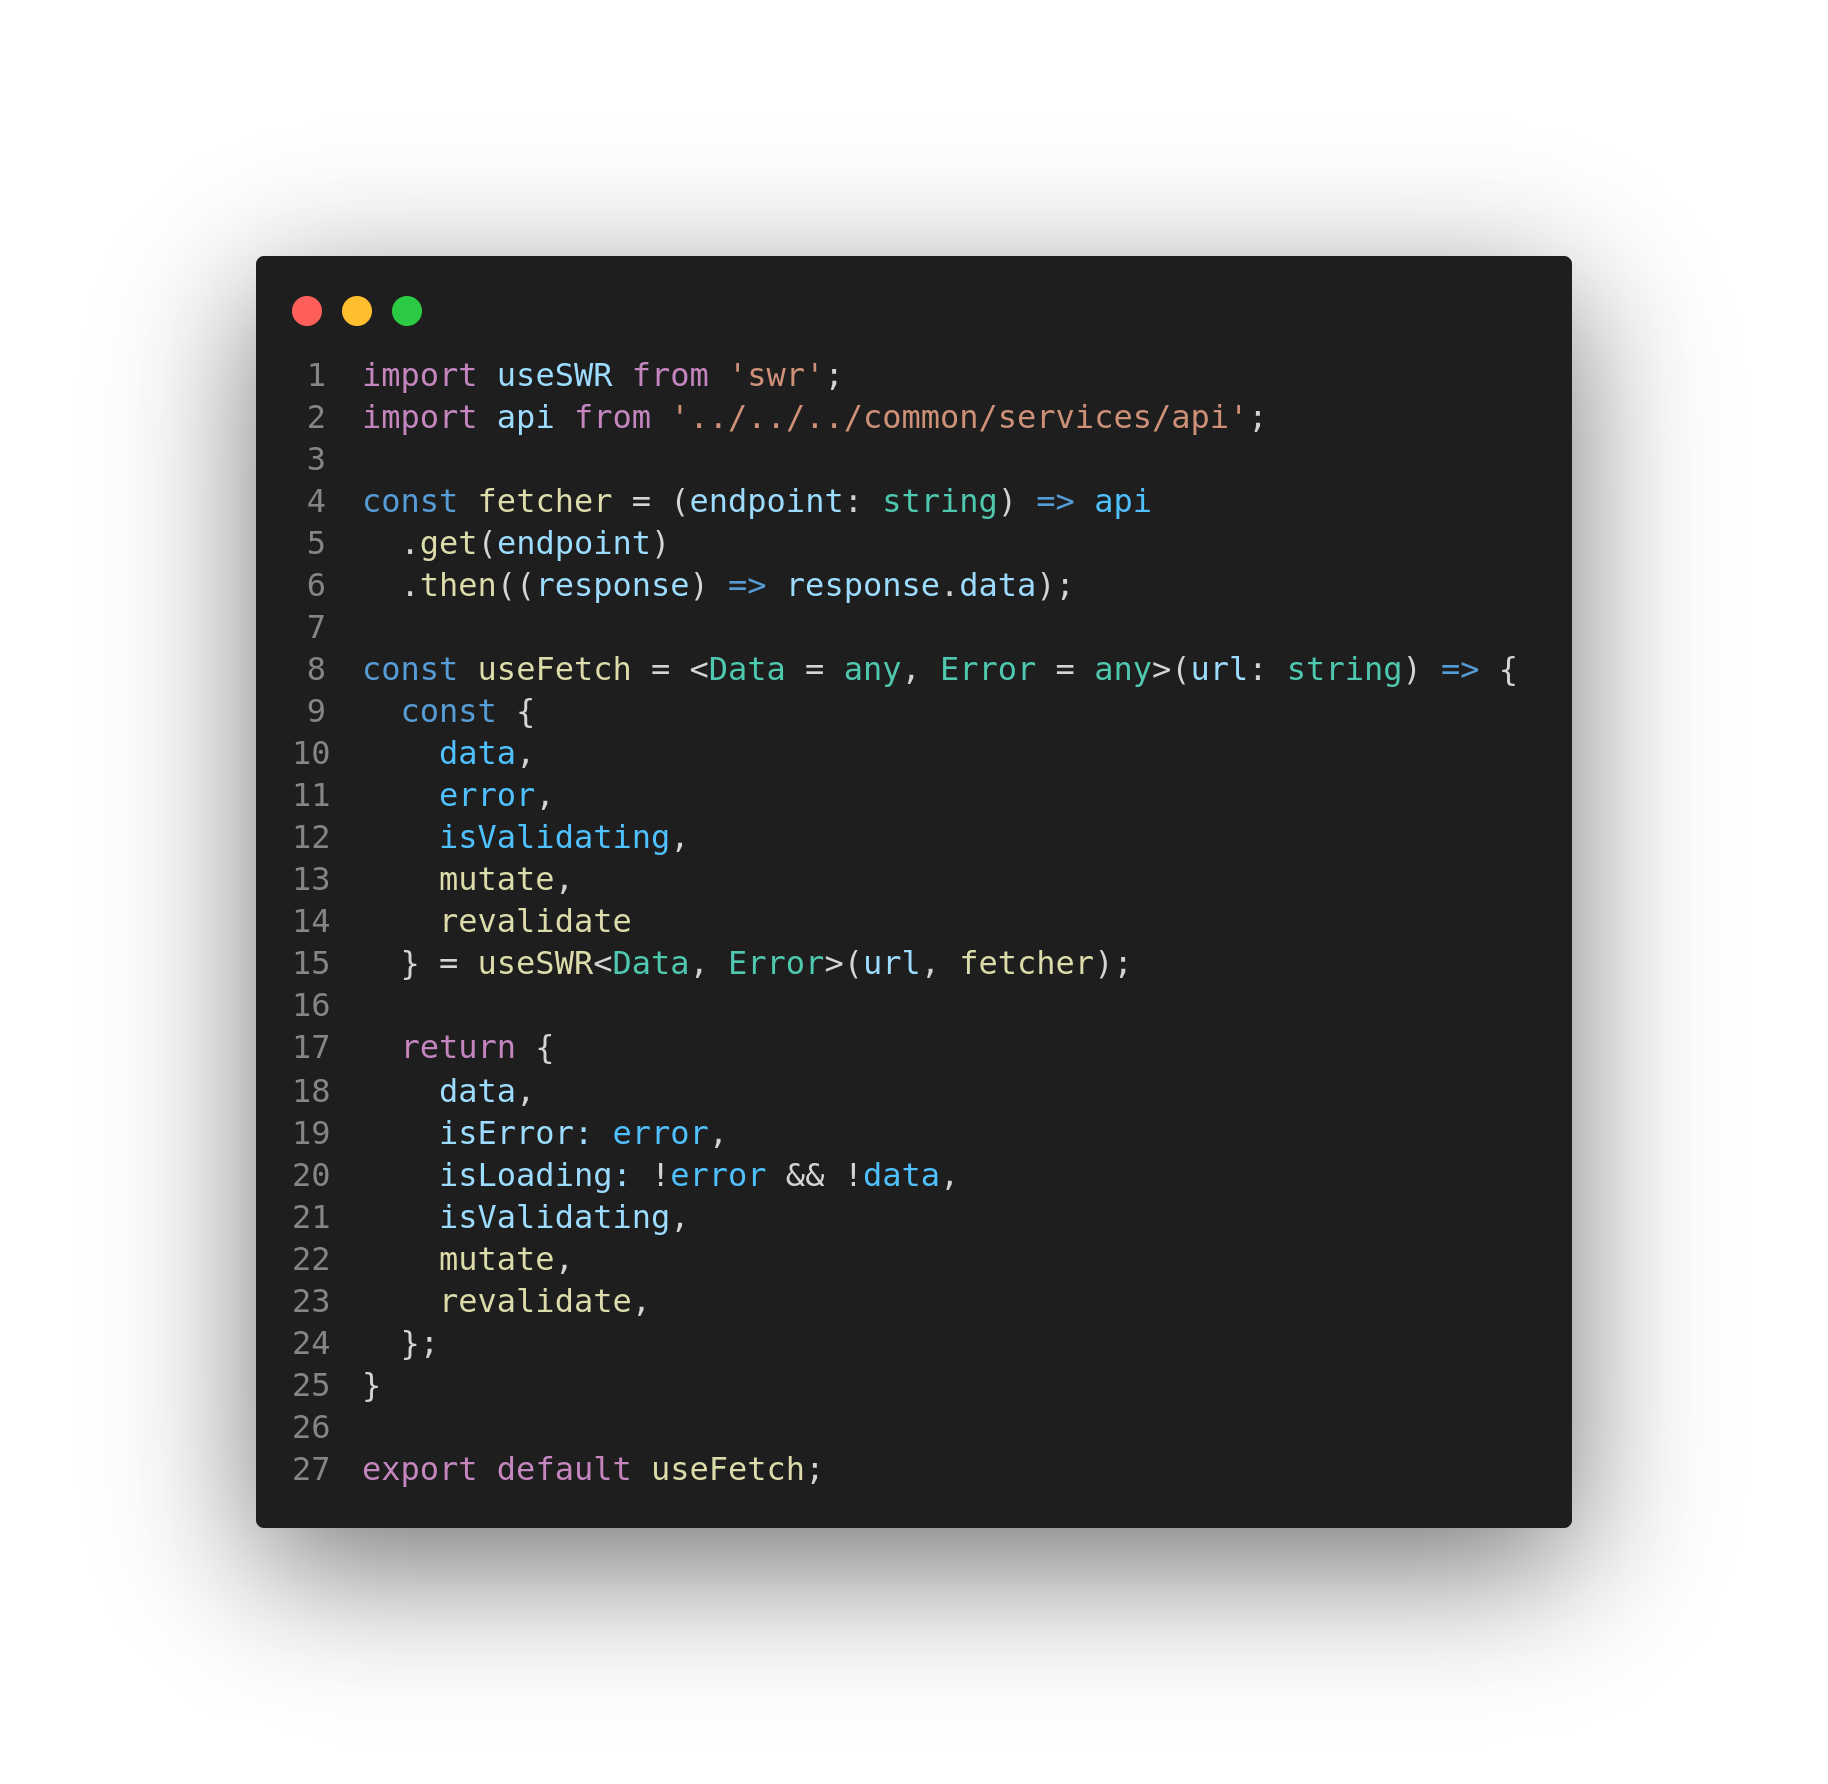 1 import useSWR from 'swr';
2 import api from '../../../common/services/api';
3
4 const fetcher = (endpoint: string) => api
5   .get(endpoint)
6   .then((response) => response.data);
7
8 const useFetch = <Data = any, Error = any>(url: string) => {
9   const {
10     data,
11     error,
12     isValidating,
13     mutate,
14     revalidate
15   } = useSWR<Data, Error>(url, fetcher);
16
17   return {
18     data,
19     isError: error,
20     isLoading: !error && !data,
21     isValidating,
22     mutate,
23     revalidate,
24   };
25 }
26
27 export default useFetch;